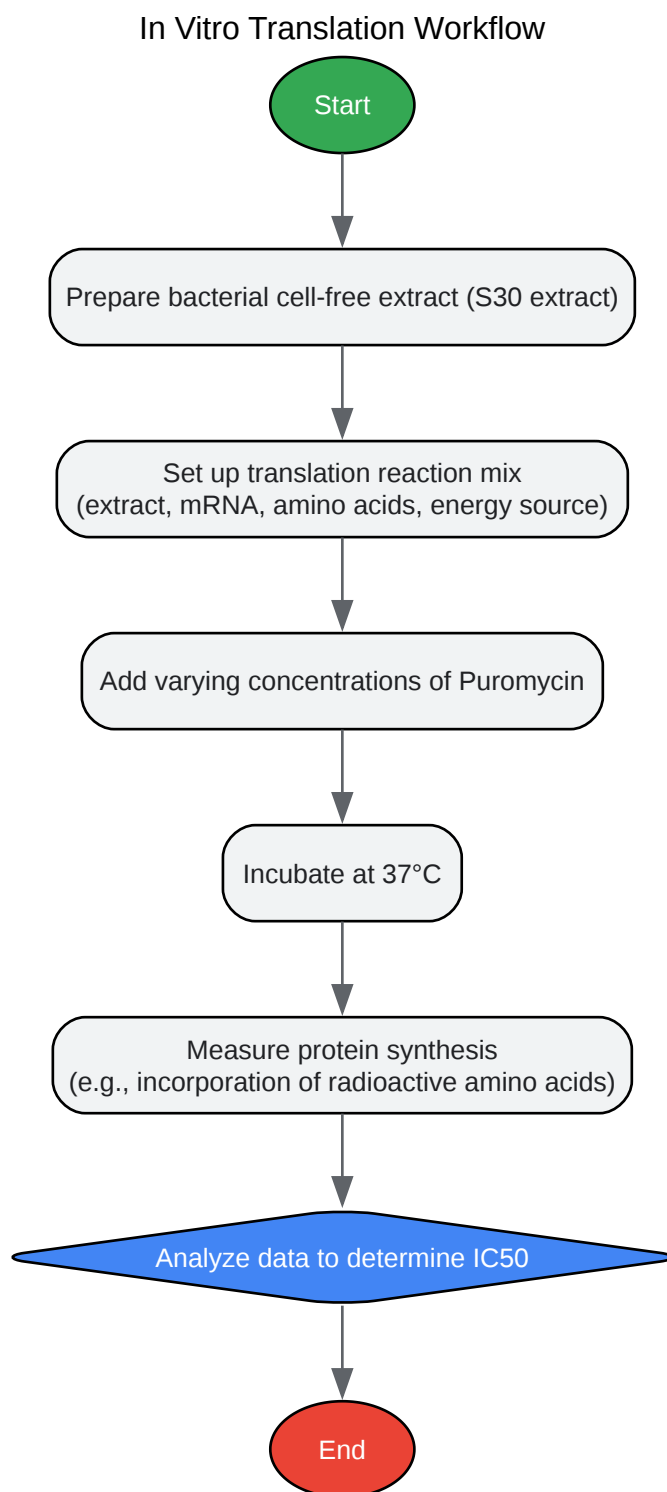 In Vitro Translation Workflow
Start
Prepare bacterial cell-free extract (S30 extract)
Set up translation reaction mix
(extract, mRNA, amino acids, energy source)
Add varying concentrations of Puromycin
Incubate at 37°C
Measure protein synthesis
(e.g., incorporation of radioactive amino acids)
Analyze data to determine IC50
End